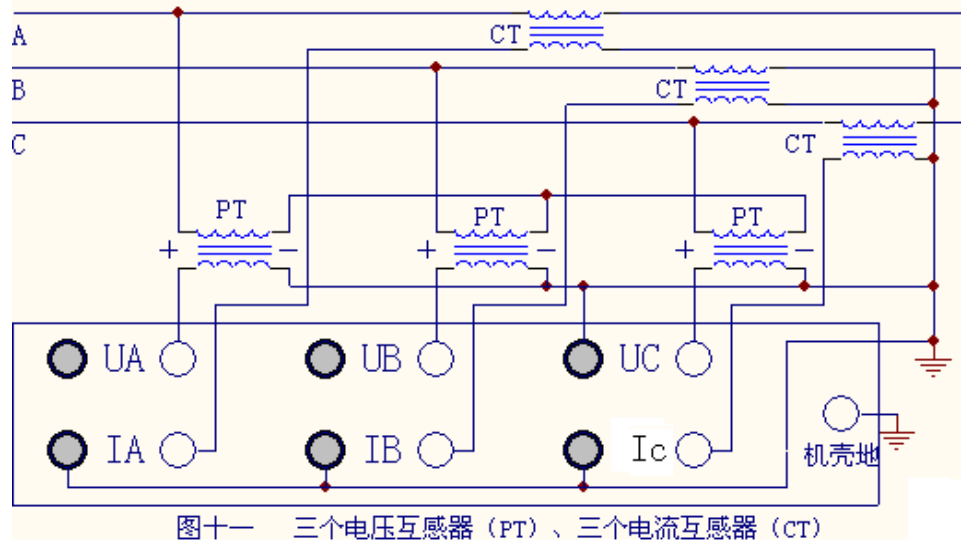 A
CT
B
CT
C
CT
PT
PT
PT
+ −
+ −
+ −
UA
UB
UC
IA
IB
Ic
机壳地
图十一 三个电压互感器（PT）、三个电流互感器（CT）